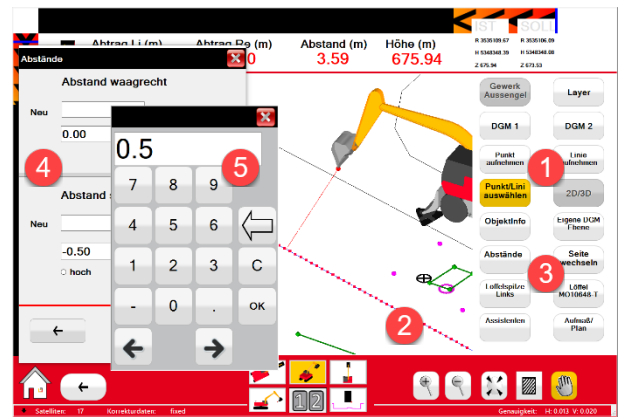 IST SOLL
Abtrag Li (m) Abtrag Re (m) Abstand (m) Höhe (m)
0 3.59 675.94
R 3535109.67 R 3535106.09
H 5348348.39 H 5348348.08
Z 675.94 Z 673.53
Abstände
Abstand waagrecht
Neu
0.00
4
Abstand
Neu
-0.50
hoch
←
0.5
5
7 8 9
4 5 6
1 2 3 C
- 0 . OK
Gewerk
Aussengel
Layer
DGM 1
DGM 2
Punkt
aufnehmen
Linie
1
Punkt/Lini
auswählen
2D/3D
ObjektInfo
Eigene DGM
Ebene
Abstände
Seite
wechseln
3
Löffelspitze
Links
Löffel
MO10648-T
Assistenten
Aufmaß/
Plan
2
1 2
Satelliten: 17 Korrekturdaten: fixed Genauigkeit: H: 0.013 V: 0.020